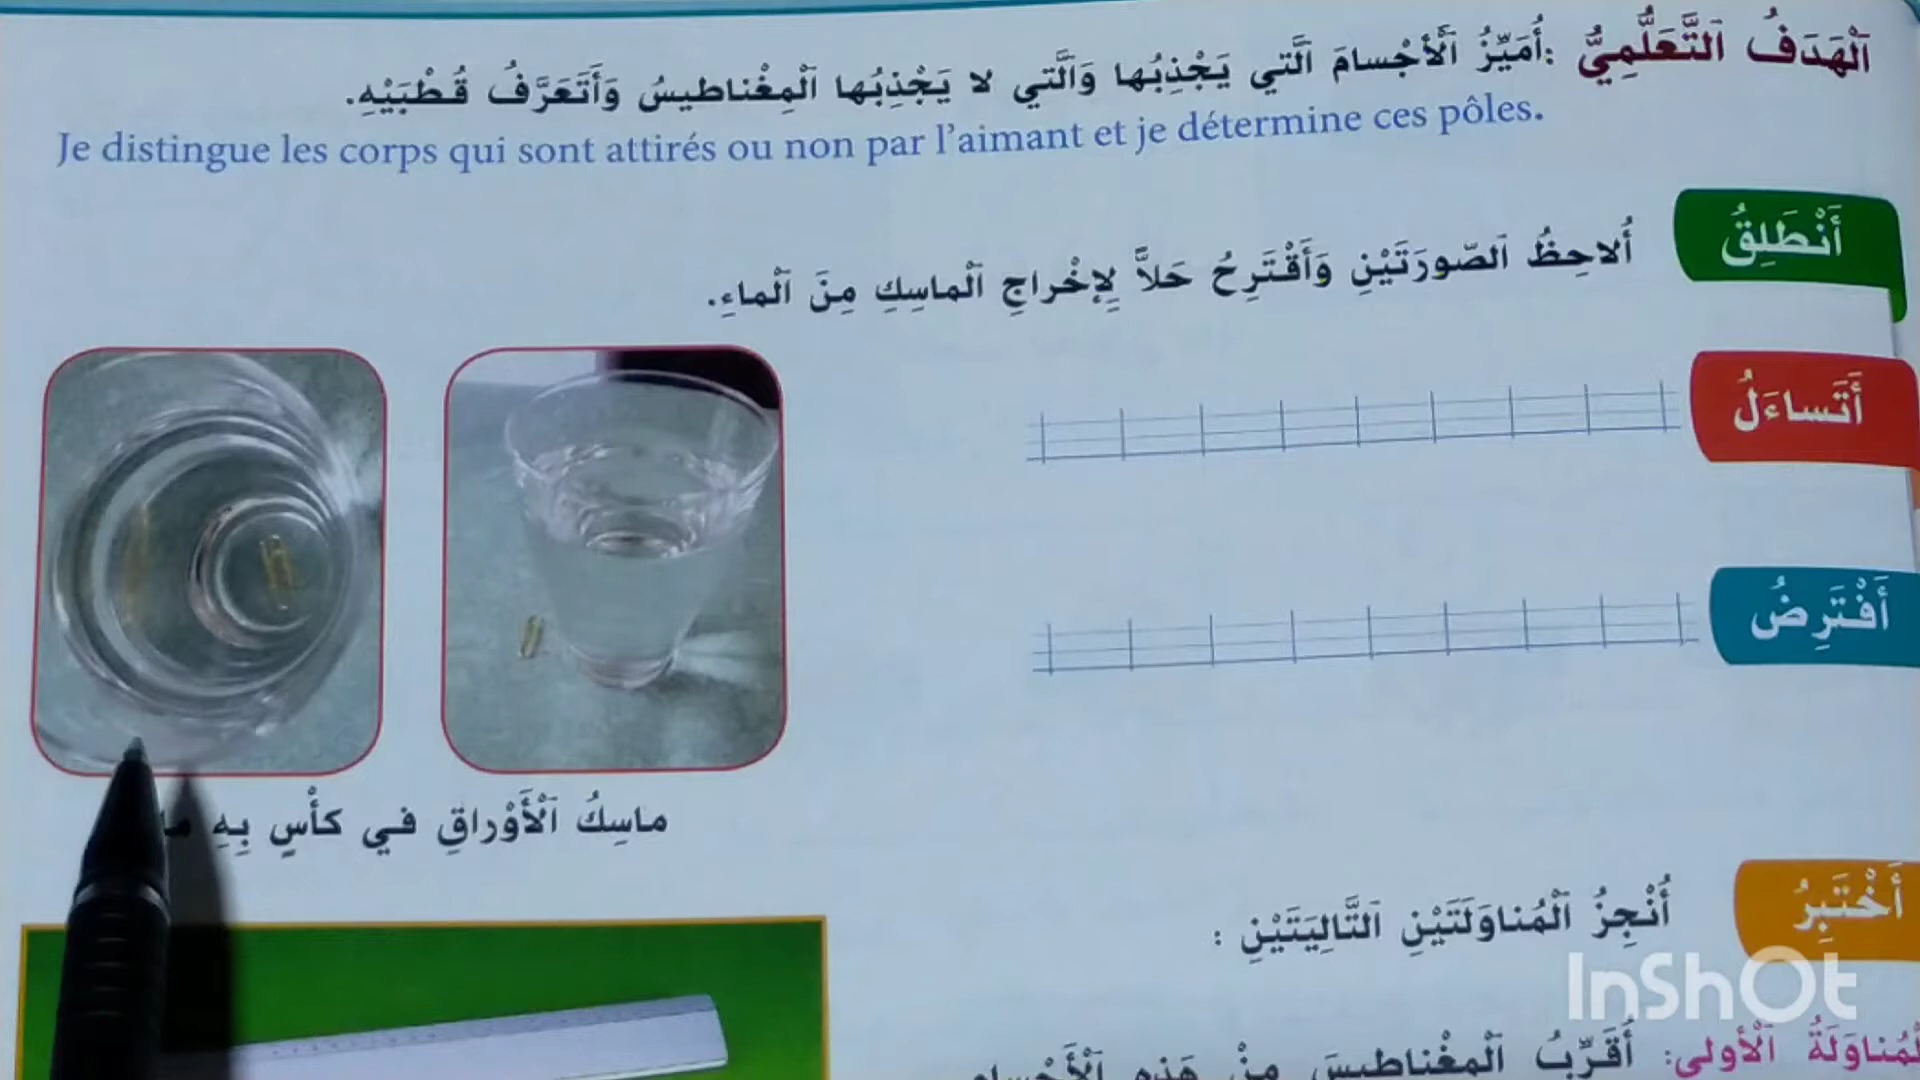 اَلْهَدَفُ اَلتَّعَلُّمِيُّ :أُمَيِّزُ اَلْأَجْسامَ اَلَّتي يَجْذِبُها وَاَلَّتي لا يَجْذِبُها اَلْمِغْناطيسُ وَأَتَعَرَّفُ قُطْبَيْهِ.
Je distingue les corps qui sont attirés ou non par l'aimant et je détermine ces pôles.
أَنْطَلِقُ
أُلاحِظُ اَلصّورَتَيْنِ وَأَقْتَرِحُ حَلاًّ لِإِخْراجِ اَلْماسِكِ مِنَ اَلْماءِ.
أَتَساءَلُ
أَفْتَرِضُ
ماسِكُ اَلْأَوْراقِ في كَأْسٍ بِهِ
أَخْتَبِرُ
أُنْجِزُ اَلْمُناوَلَتَيْنِ اَلتَّالِيَتَيْنِ :
InShOt
اَلْمُناوَلَةُ اَلْأولى: أُقَرِّبُ اَلْمِغْناطيسَ مِنْ هَذِهِ اَلْأَجْسامِ